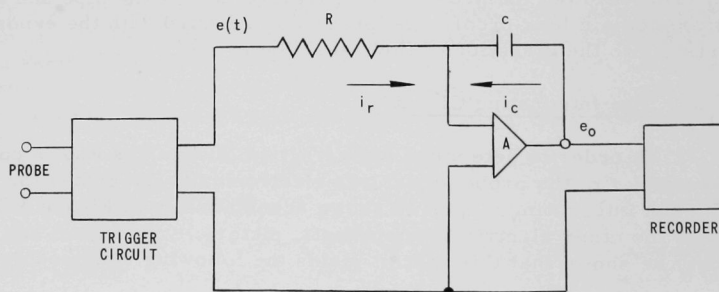 e(t)
R
c
i_r
i_c
A
e_o
PROBE
TRIGGER
CIRCUIT
RECORDER